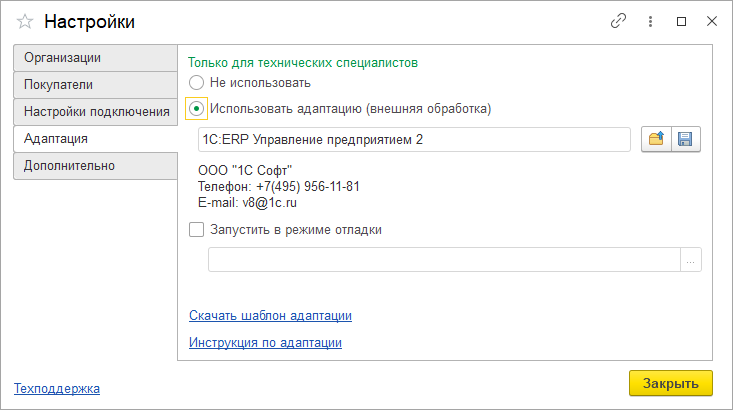 Настройки
Организации
Покупатели
Настройки подключения
Адаптация
Дополнительно
Только для технических специалистов
Не использовать
Использовать адаптацию (внешняя обработка)
1С:ERP Управление предприятием 2
ООО "1С Софт"
Телефон: +7(495) 956-11-81
E-mail: v8@1c.ru
Запустить в режиме отладки
...
Скачать шаблон адаптации
Инструкция по адаптации
Техподдержка
Закрыть